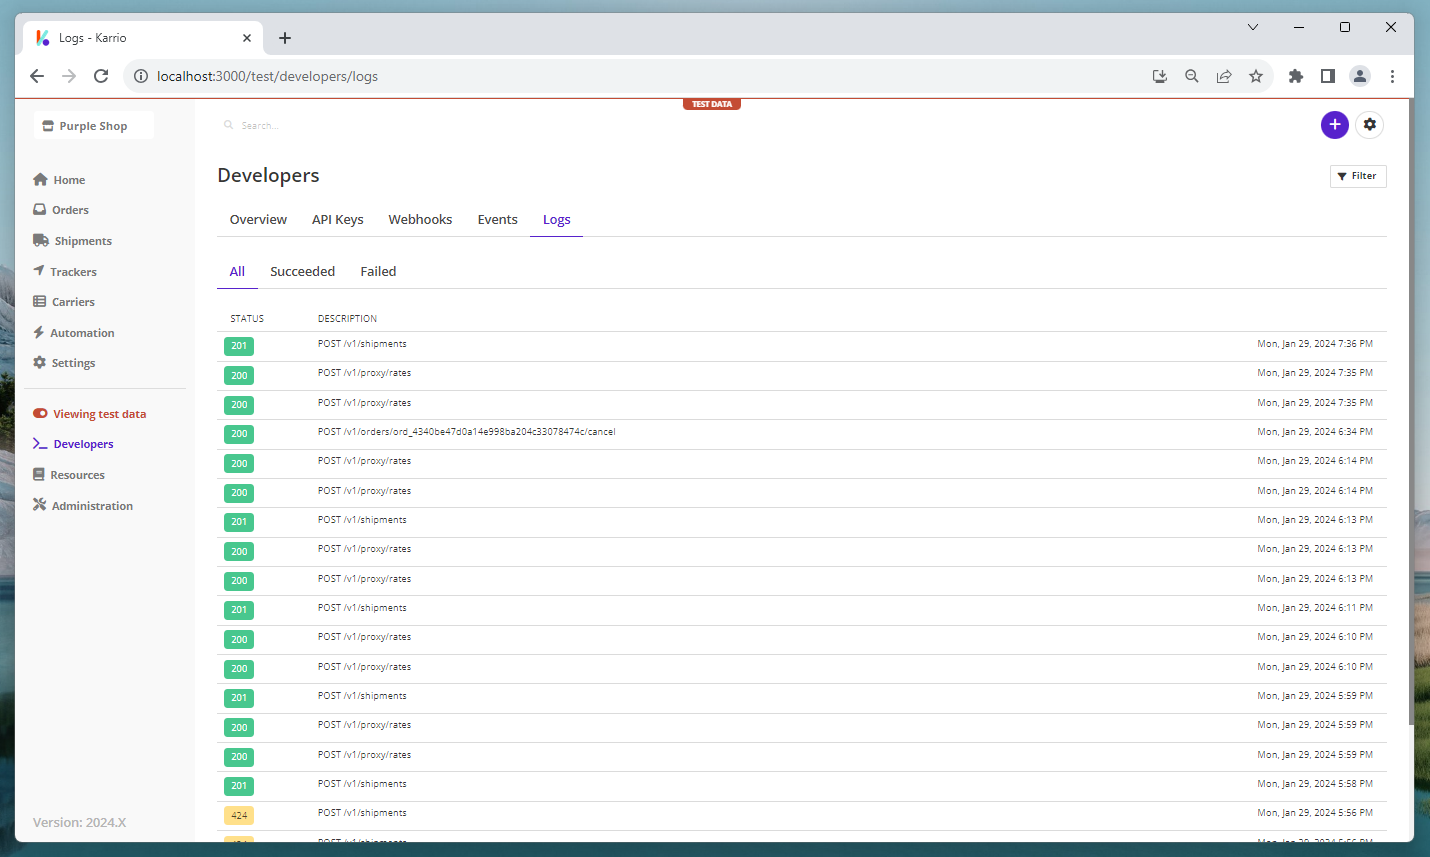 Logs - Karrio
localhost:3000/test/developers/logs
TEST DATA
Purple Shop
Search...
Home
Orders
Shipments
Trackers
Carriers
Automation
Settings
Viewing test data
Developers
Resources
Administration
Version: 2024.X
Developers
Filter
Overview API Keys Webhooks Events Logs
All Succeeded Failed
STATUS DESCRIPTION
201 POST /v1/shipments Mon, Jan 29, 2024 7:36 PM
200 POST /v1/proxy/rates Mon, Jan 29, 2024 7:35 PM
200 POST /v1/proxy/rates Mon, Jan 29, 2024 7:35 PM
200 POST /v1/orders/ord_4340be47d0a14e998ba204c33078474c/cancel Mon, Jan 29, 2024 6:34 PM
200 POST /v1/proxy/rates Mon, Jan 29, 2024 6:14 PM
200 POST /v1/proxy/rates Mon, Jan 29, 2024 6:14 PM
201 POST /v1/shipments Mon, Jan 29, 2024 6:13 PM
200 POST /v1/proxy/rates Mon, Jan 29, 2024 6:13 PM
200 POST /v1/proxy/rates Mon, Jan 29, 2024 6:13 PM
201 POST /v1/shipments Mon, Jan 29, 2024 6:11 PM
200 POST /v1/proxy/rates Mon, Jan 29, 2024 6:10 PM
200 POST /v1/proxy/rates Mon, Jan 29, 2024 6:10 PM
201 POST /v1/shipments Mon, Jan 29, 2024 5:59 PM
200 POST /v1/proxy/rates Mon, Jan 29, 2024 5:59 PM
200 POST /v1/proxy/rates Mon, Jan 29, 2024 5:59 PM
201 POST /v1/shipments Mon, Jan 29, 2024 5:58 PM
424 POST /v1/shipments Mon, Jan 29, 2024 5:56 PM